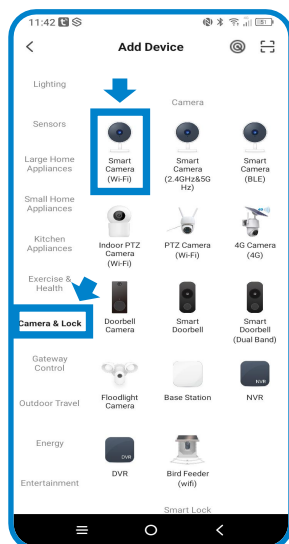 11:42
Add Device
Lighting
Sensors
Large Home
Appliances
Small Home
Appliances
Kitchen
Appliances
Exercise &
Health
Camera & Lock
Gateway
Control
Outdoor Travel
Energy
Entertainment
Camera
Smart
Camera
(Wi-Fi)
Smart
Camera
(2.4GHz&5G
Hz)
Smart
Camera
(BLE)
Indoor PTZ
Camera
(Wi-Fi)
PTZ Camera
(Wi-Fi)
4G Camera
(4G)
Doorbell
Camera
Smart
Doorbell
Smart
Doorbell
(Dual Band)
Floodlight
Camera
Base Station
NVR
NVR
DVR
DVR
Bird Feeder
(wifi)
Smart Lock